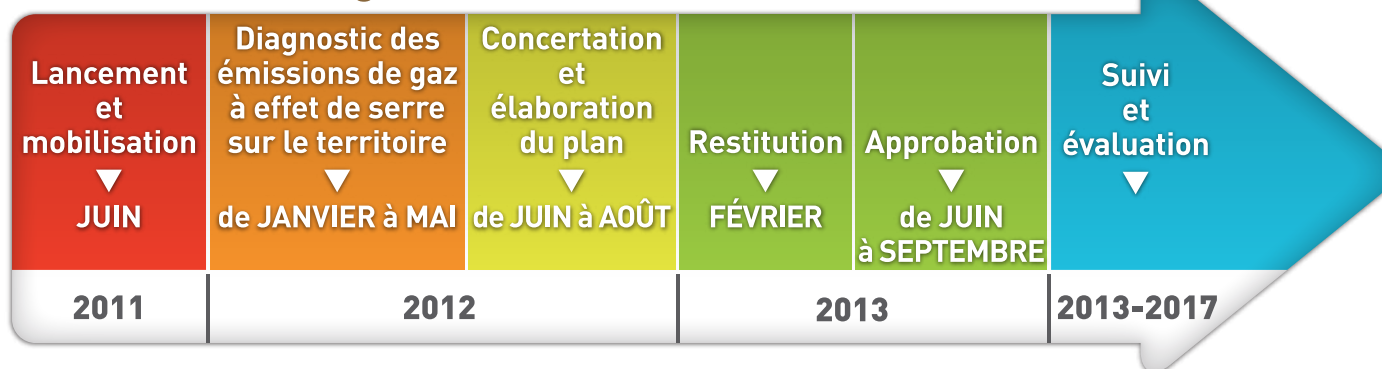 Lancement
et
mobilisation
JUIN
Diagnostic des
émissions de gaz
à effet de serre
sur le territoire
de JANVIER à MAI
Concertation
et
élaboration
du plan
de JUIN à AOÛT
Restitution
FÉVRIER
Approbation
de JUIN
à SEPTEMBRE
Suivi
et
évaluation
2011
2012
2013
2013-2017